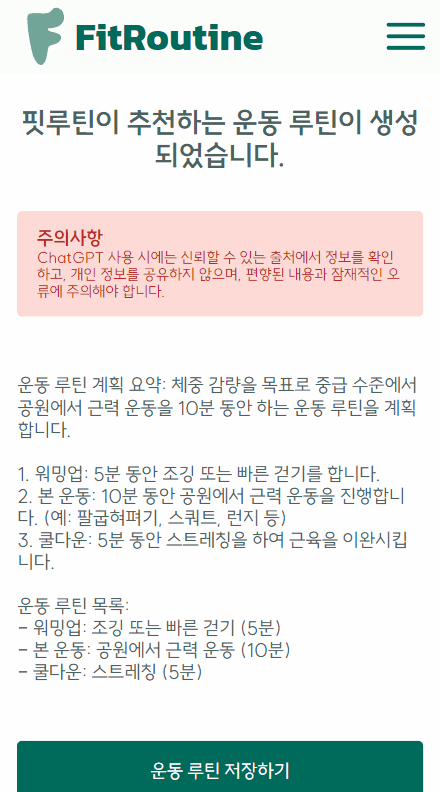 FitRoutine
핏루틴이 추천하는 운동 루틴이 생성
되었습니다.
주의사항
ChatGPT 사용 시에는 신뢰할 수 있는 출처에서 정보를 확인
하고, 개인 정보를 공유하지 않으며, 편향된 내용과 잠재적인 오
류에 주의해야 합니다.
운동 루틴 계획 요약: 체중 감량을 목표로 중급 수준에서
공원에서 근력 운동을 10분 동안 하는 운동 루틴을 계획
합니다.
1. 워밍업: 5분 동안 조깅 또는 빠른 걷기를 합니다.
2. 본 운동: 10분 동안 공원에서 근력 운동을 진행합니
다. (예: 팔굽혀펴기, 스쿼트, 런지 등)
3. 쿨다운: 5분 동안 스트레칭을 하여 근육을 이완시킵
니다.
운동 루틴 목록:
- 워밍업: 조깅 또는 빠른 걷기 (5분)
- 본 운동: 공원에서 근력 운동 (10분)
- 쿨다운: 스트레칭 (5분)
운동 루틴 저장하기